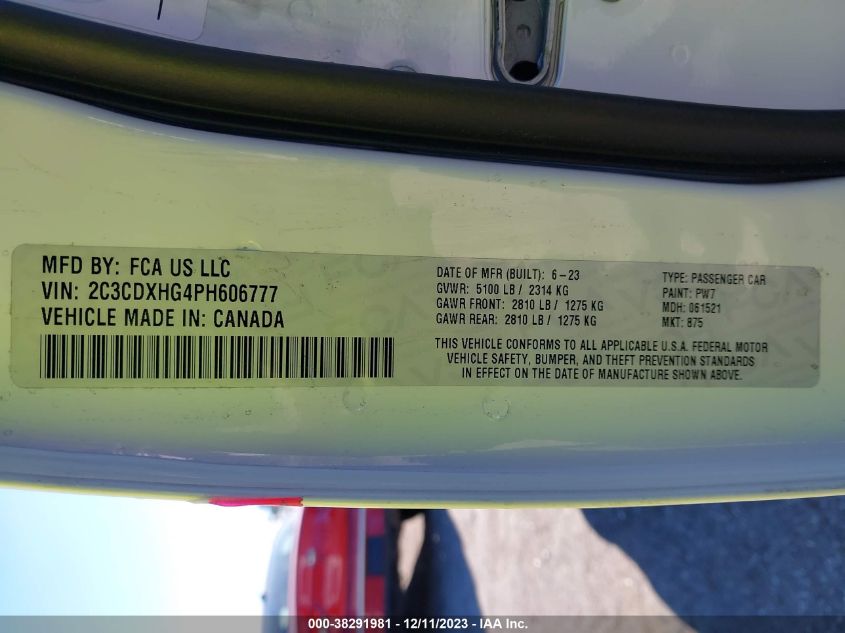 MFD BY: FCA US LLC
VIN: 2C3CDXHG4PH606777
VEHICLE MADE IN: CANADA
DATE OF MFR (BUILT): 6-23
GVWR: 5100 LB / 2314 KG
GAWR FRONT: 2810 LB / 1275 KG
GAWR REAR: 2810 LB / 1275 KG
TYPE: PASSENGER CAR
PAINT: PW7
MDH: 061521
MKT: 875
THIS VEHICLE CONFORMS TO ALL APPLICABLE U.S.A. FEDERAL MOTOR
VEHICLE SAFETY, BUMPER, AND THEFT PREVENTION STANDARDS
IN EFFECT ON THE DATE OF MANUFACTURE SHOWN ABOVE.
000-38291981 - 12/11/2023 - IAA Inc.